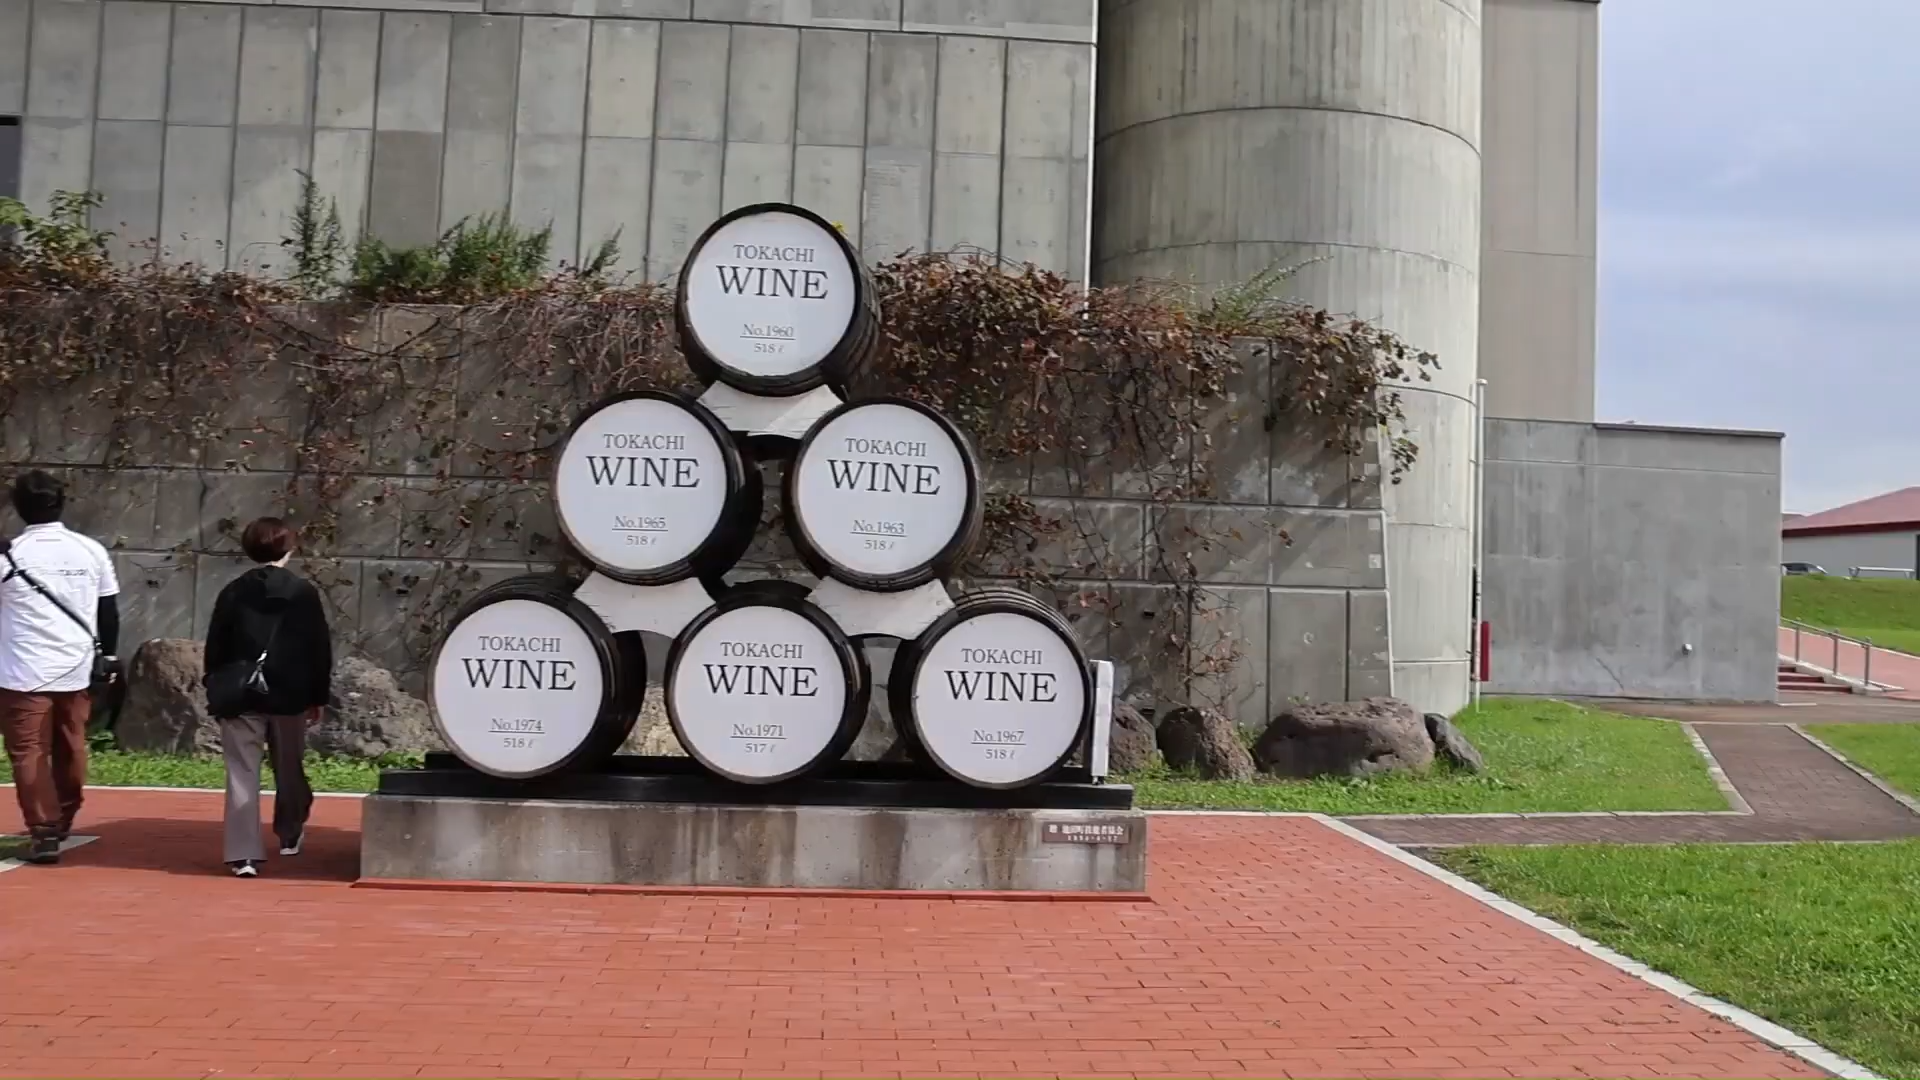 TOKACHI
WINE
No.1960
518 ℓ
TOKACHI
WINE
No.1965
518 ℓ
TOKACHI
WINE
No.1963
518 ℓ
TOKACHI
WINE
No.1974
518 ℓ
TOKACHI
WINE
No.1971
517 ℓ
TOKACHI
WINE
No.1967
518 ℓ